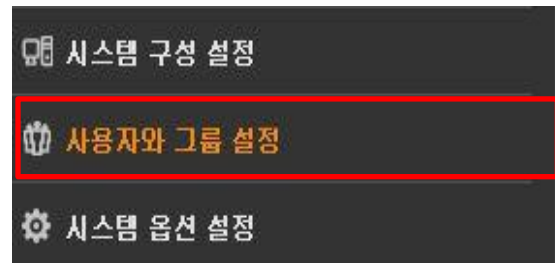 시스템 구성 설정
사용자와 그룹 설정
시스템 옵션 설정